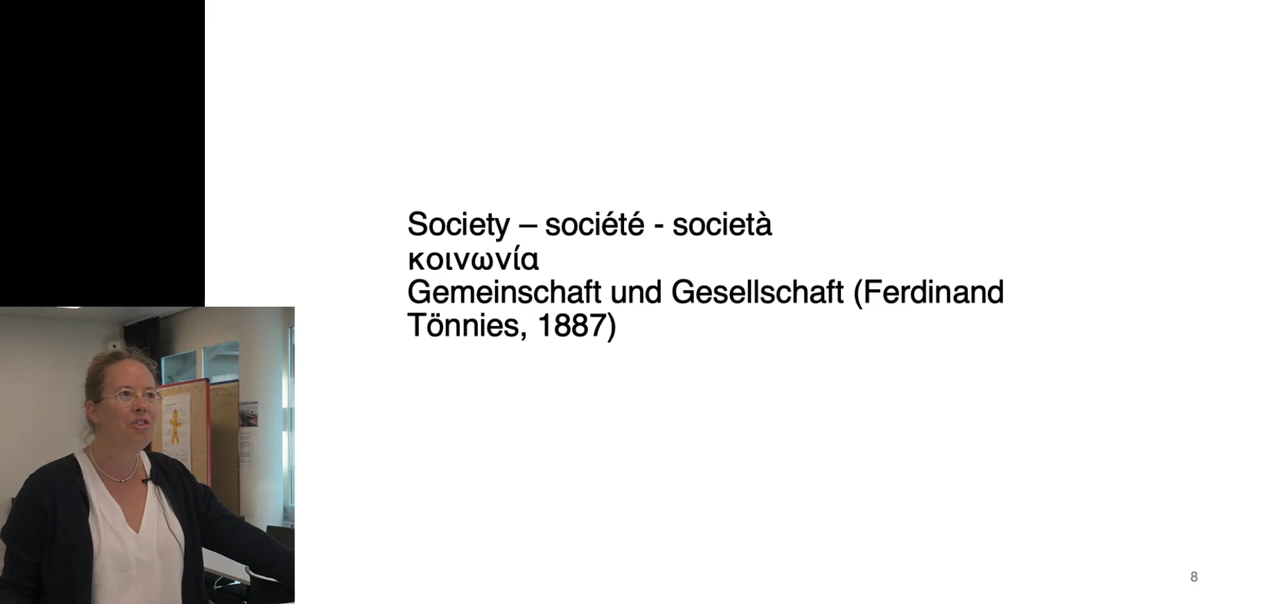 Society – société - società
κοινωνία
Gemeinschaft und Gesellschaft (Ferdinand
Tönnies, 1887)
8